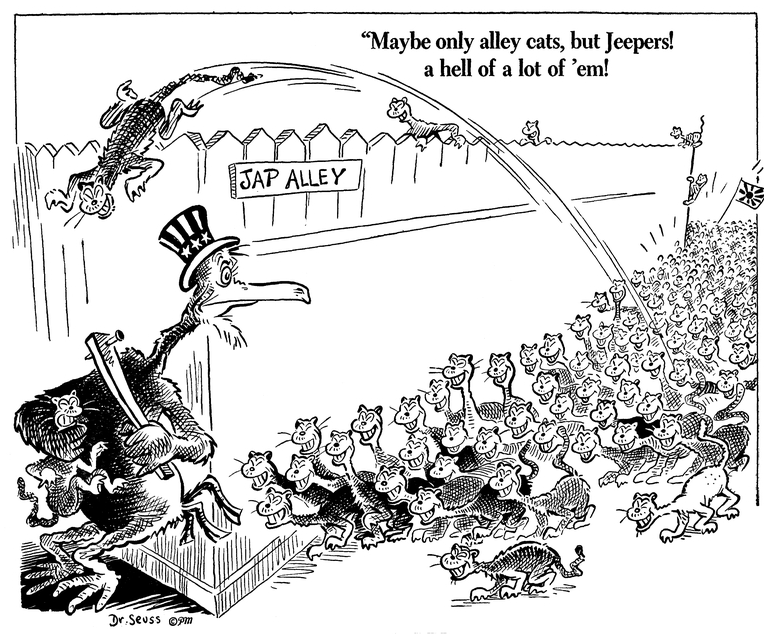 “Maybe only alley cats, but Jeepers!
a hell of a lot of ’em!
JAP ALLEY
Dr. Seuss ©PM